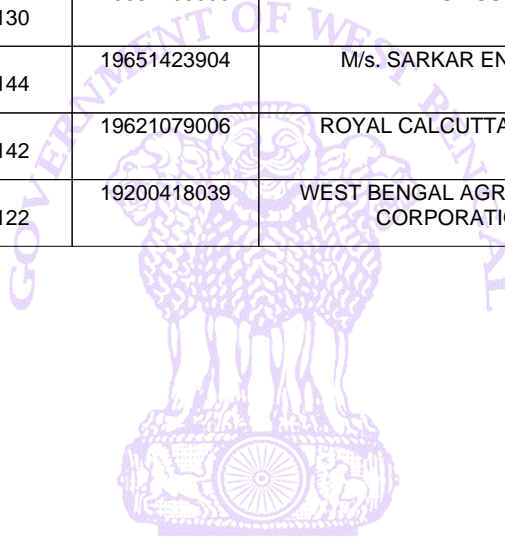 130
144
19651423904
M/s. SARKAR EN
142
19621079006
ROYAL CALCUTTA
122
19200418039
WEST BENGAL AGR
CORPORATI
GOVERNMENT OF WEST BENGAL